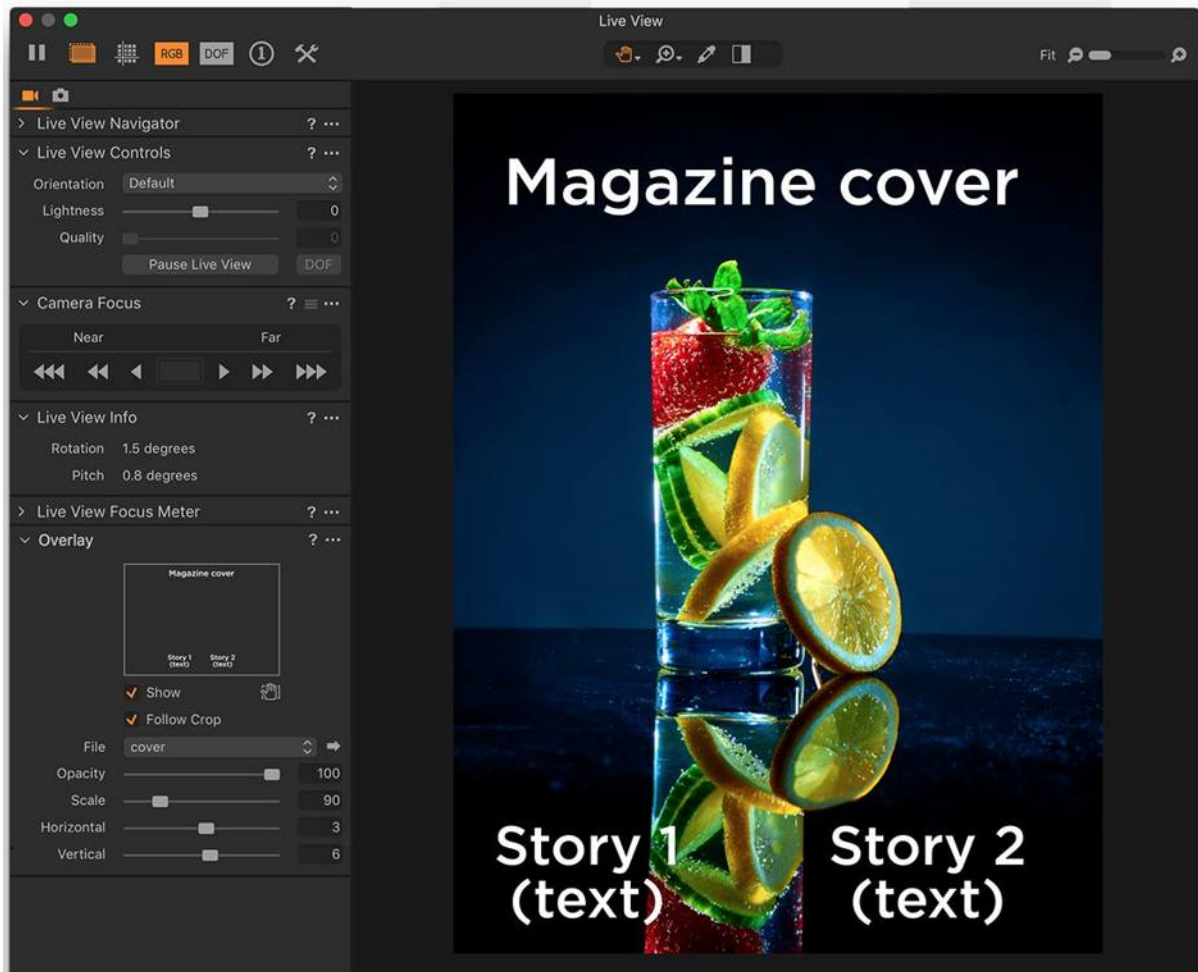 Live View
RGB DOF 1 Fit
Live View Navigator ?
Live View Controls ?
Orientation Default
Lightness 0
Quality 0
Pause Live View DOF
Camera Focus ?
Near Far
Live View Info ?
Rotation 1.5 degrees
Pitch 0.8 degrees
Live View Focus Meter ?
Overlay ?
Magazine cover
Story 1 Story 2
(text) (text)
Show
Follow Crop
File cover
Opacity 100
Scale 90
Horizontal 3
Vertical 6
Magazine cover
Story 1
(text)
Story 2
(text)